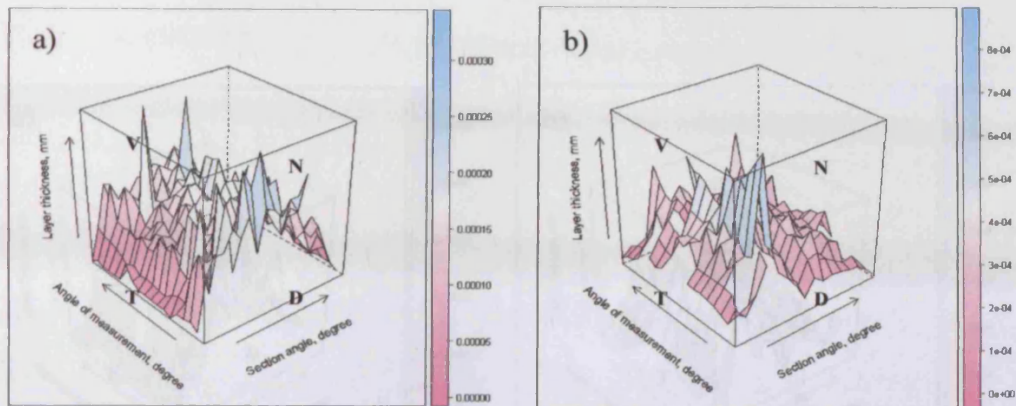 a)
V
N
T
D
Layer thickness, mm
Angle of measurement, degree
Section angle, degree
0.00030
0.00025
0.00020
0.00015
0.00010
0.00005
0.00000
b)
V
N
T
D
Layer thickness, mm
Angle of measurement, degree
Section angle, degree
8e-04
7e-04
6e-04
5e-04
4e-04
3e-04
2e-04
1e-04
0e+00